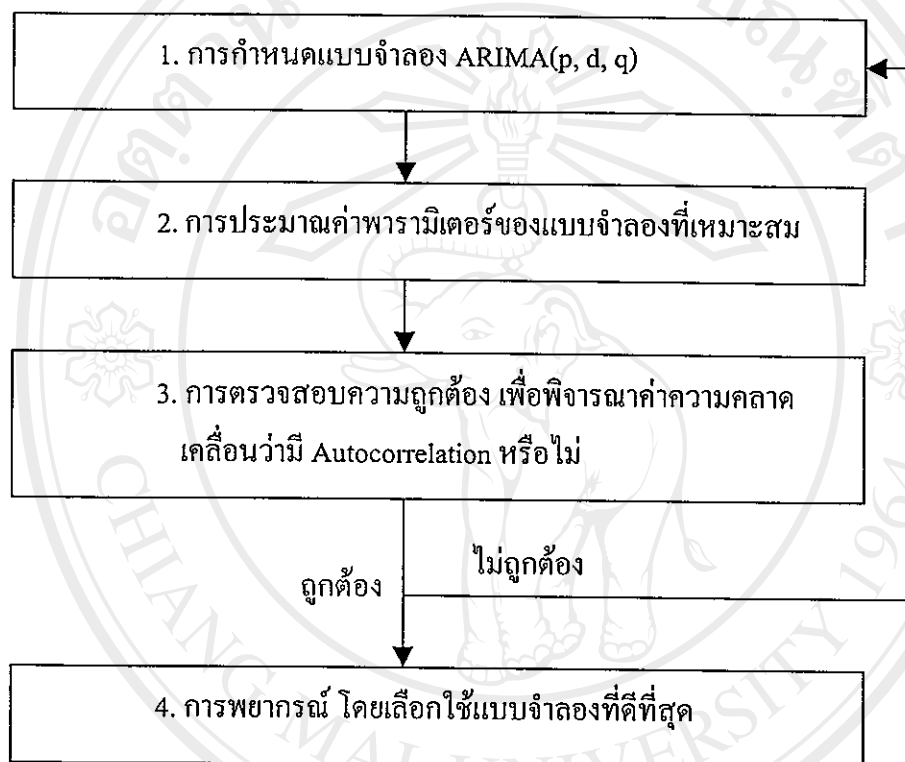 1. การกำหนดแบบจำลอง ARIMA(p, d, q)
2. การประมาณค่าพารามิเตอร์ของแบบจำลองที่เหมาะสม
3. การตรวจสอบความถูกต้อง เพื่อพิจารณาค่าความคลาด
เคลื่อนว่ามี Autocorrelation หรือไม่
ไม่ถูกต้อง
ถูกต้อง
4. การพยากรณ์ โดยเลือกใช้แบบจำลองที่ดีที่สุด
CHIANG MAI UNIVERSITY 1964